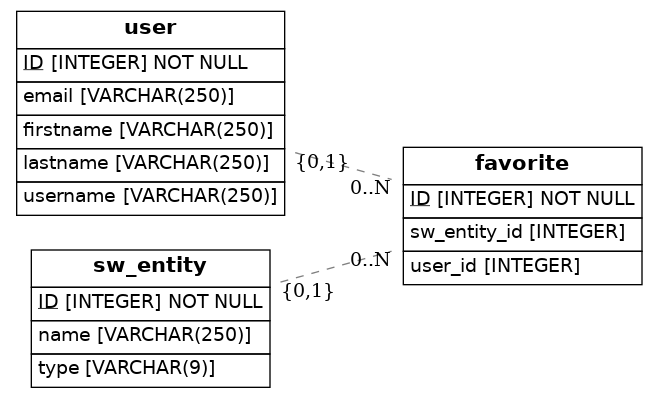 user
ID [INTEGER] NOT NULL
email [VARCHAR(250)]
firstname [VARCHAR(250)]
lastname [VARCHAR(250)]
username [VARCHAR(250)]
{0,1}
0..N
favorite
ID [INTEGER] NOT NULL
sw_entity_id [INTEGER]
user_id [INTEGER]
0..N
{0,1}
sw_entity
ID [INTEGER] NOT NULL
name [VARCHAR(250)]
type [VARCHAR(9)]